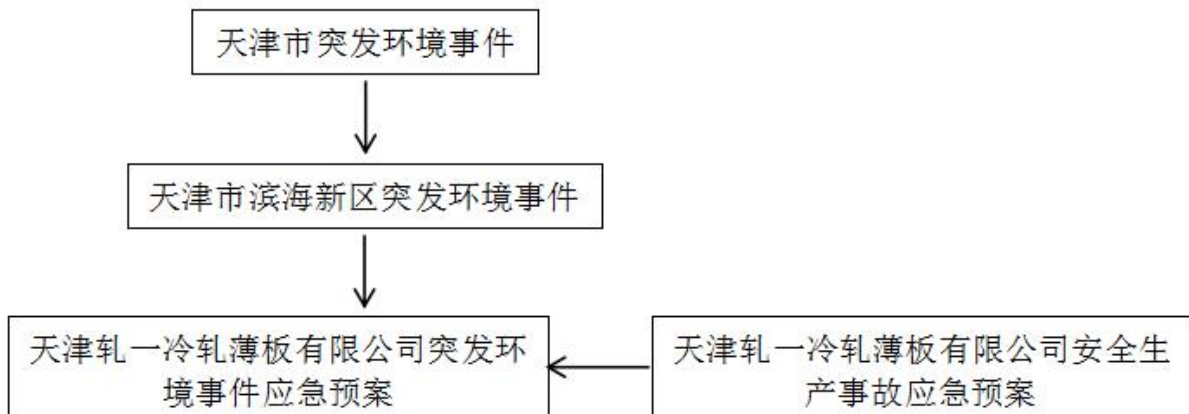 天津市突发环境事件
天津市滨海新区突发环境事件
天津轧一冷轧薄板有限公司突发环
境事件应急预案
天津轧一冷轧薄板有限公司安全生
产事故应急预案